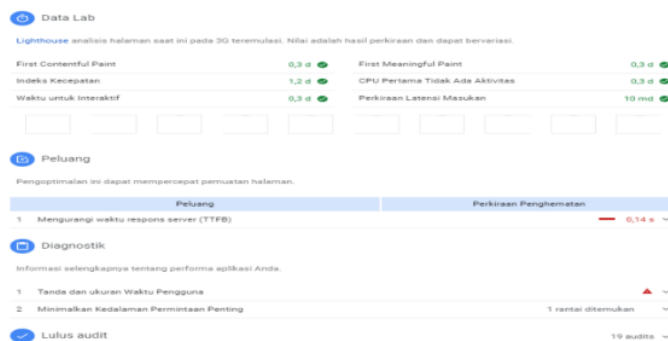 Data Lab
Lighthouse analisis halaman saat ini pada 3G teremulasi. Nilai adalah hasil perkiraan dan dapat bervariasi.
First Contentful Paint 0,3 d First Meaningful Paint 0,3 d
Indeks Kecepatan 1,2 d CPU Pertama Tidak Ada Aktivitas 0,3 d
Waktu untuk Interaktif 0,3 d Perkiraan Latensi Masukan 10 md
Peluang
Pengoptimalan ini dapat mempercepat pemuatan halaman.
Peluang Perkiraan Penghematan
1 Mengurangi waktu respons server (TTFB) 0,14 s
Diagnostik
Informasi selengkapnya tentang performa aplikasi Anda.
1 Tanda dan ukuran Waktu Pengguna
2 Minimalkan Kedalaman Permintaan Penting 1 rantai ditemukan
Lulus audit 19 audits